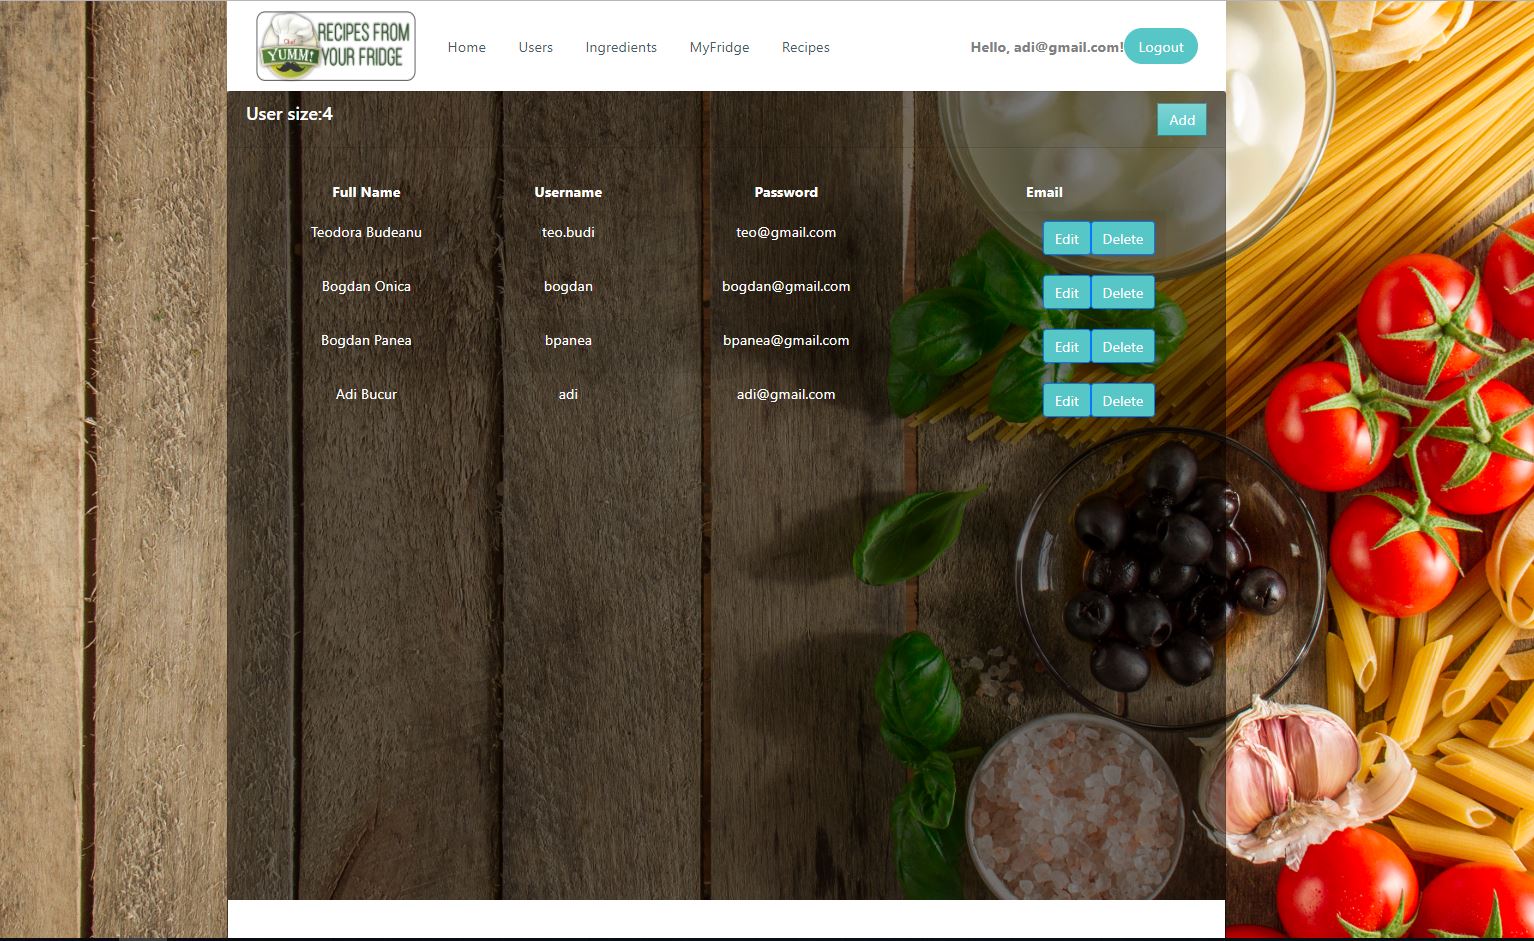 Chef
YUMM!
RECIPES FROM
YOUR FRIDGE
Home Users Ingredients MyFridge Recipes
Hello, adi@gmail.com! Logout
User size:4 Add
Full Name Username Password Email
Teodora Budeanu teo.budi teo@gmail.com Edit Delete
Bogdan Onica bogdan bogdan@gmail.com Edit Delete
Bogdan Panea bpanea bpanea@gmail.com Edit Delete
Adi Bucur adi adi@gmail.com Edit Delete